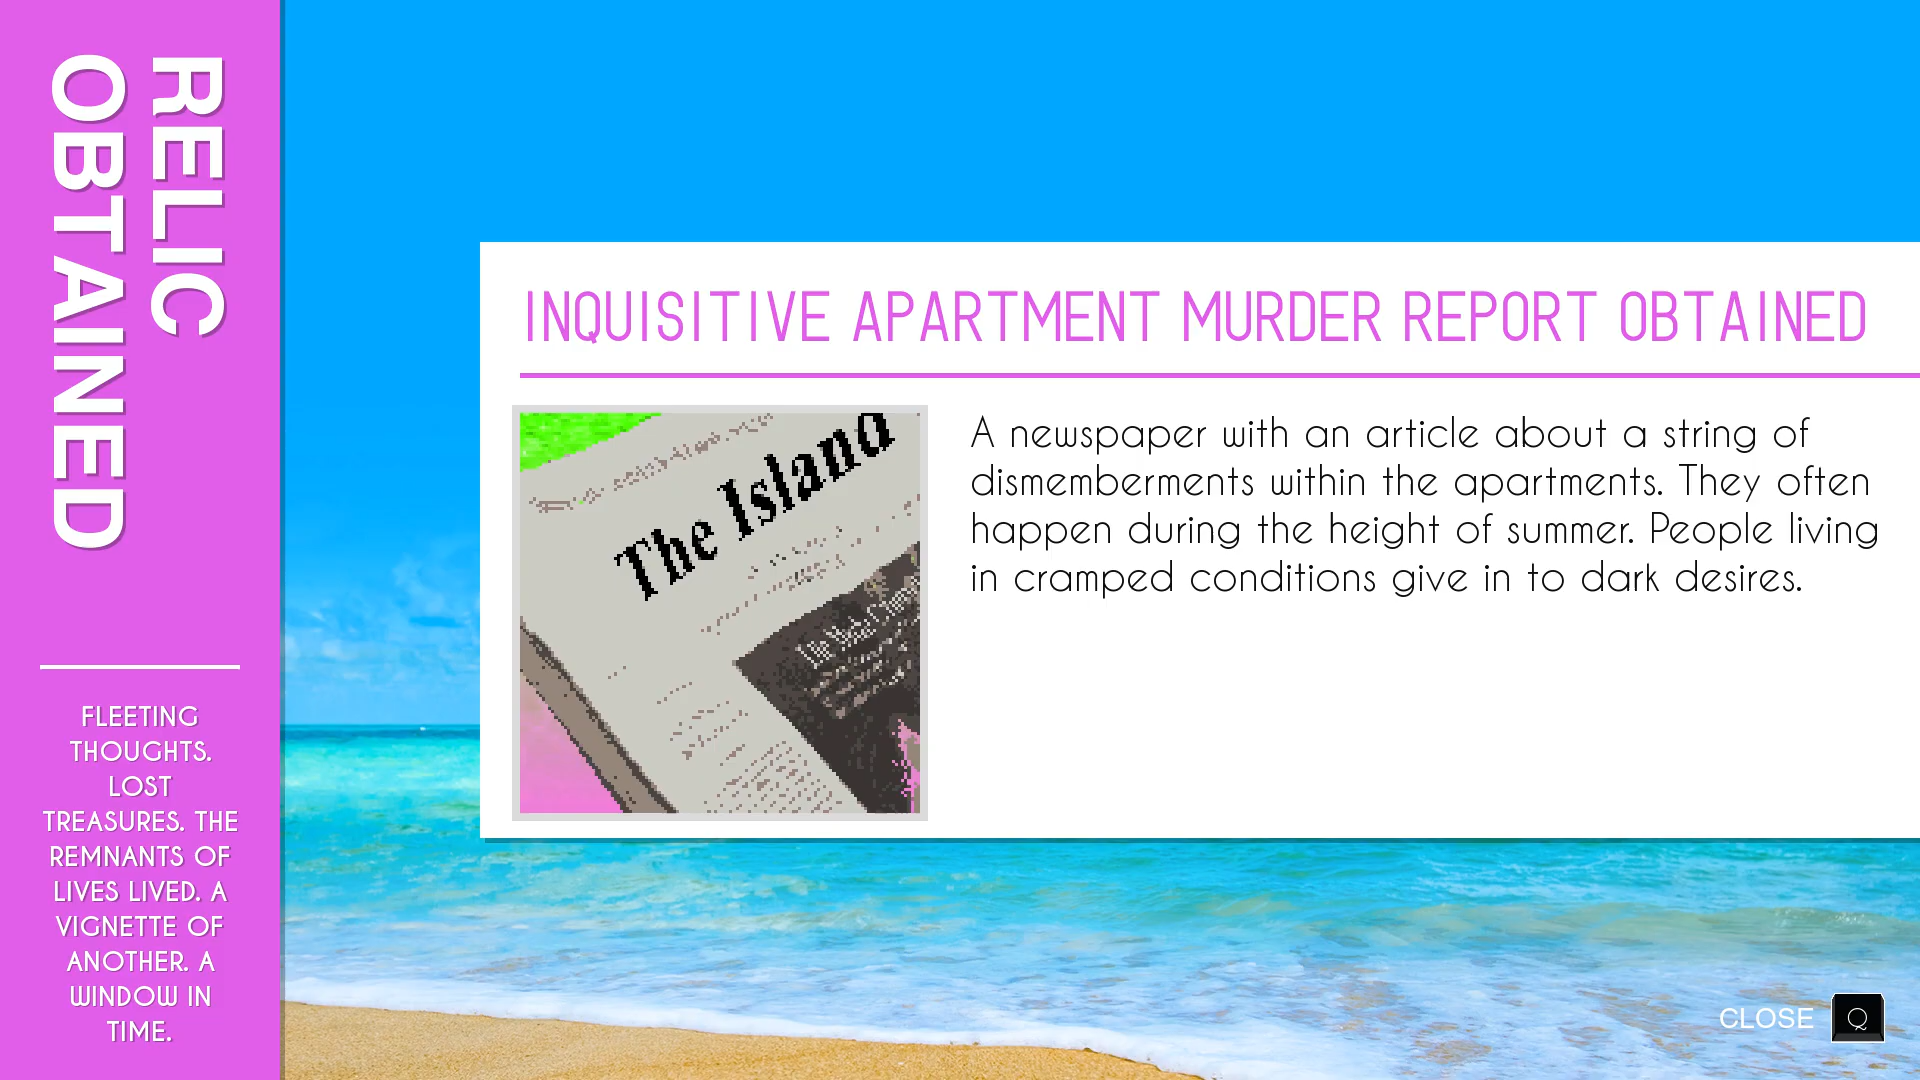 RELIC
OBTAINED
FLEETING
THOUGHTS.
LOST
TREASURES. THE
REMNANTS OF
LIVES LIVED. A
VIGNETTE OF
ANOTHER. A
WINDOW IN
TIME.
INQUISITIVE APARTMENT MURDER REPORT OBTAINED
The Island
A newspaper with an article about a string of
dismemberments within the apartments. They often
happen during the height of summer. People living
in cramped conditions give in to dark desires.
CLOSE Q